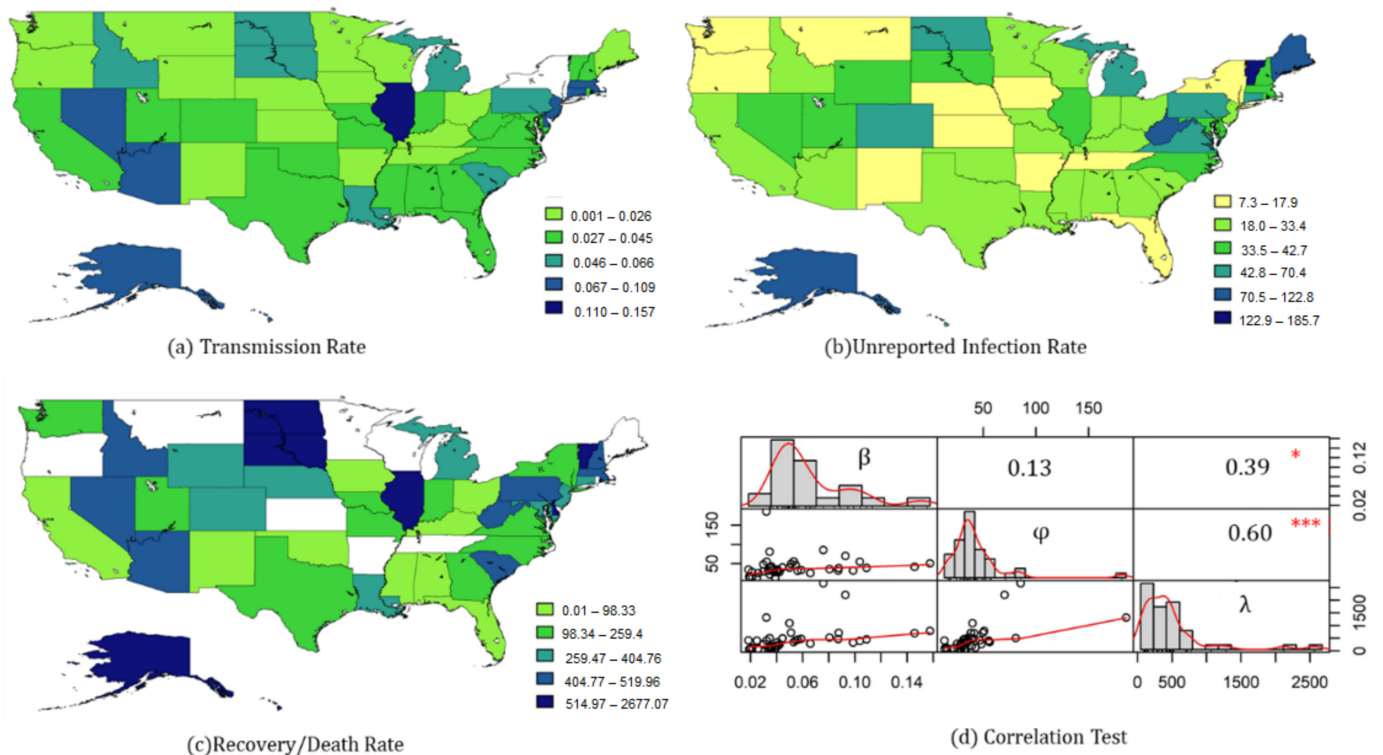 0.001 – 0.026
0.027 – 0.045
0.046 – 0.066
0.067 – 0.109
0.110 – 0.157
(a) Transmission Rate
7.3 – 17.9
18.0 – 33.4
33.5 – 42.7
42.8 – 70.4
70.5 – 122.8
122.9 – 185.7
(b)Unreported Infection Rate
0.01 – 98.33
98.34 – 259.4
259.47 – 404.76
404.77 – 519.96
514.97 – 2677.07
(c)Recovery/Death Rate
50 100 150
β 0.13 0.39 * 0.02 0.12
50 150 φ 0.60 ***
λ 0 1500
0.02 0.06 0.10 0.14 0 500 1500 2500
(d) Correlation Test